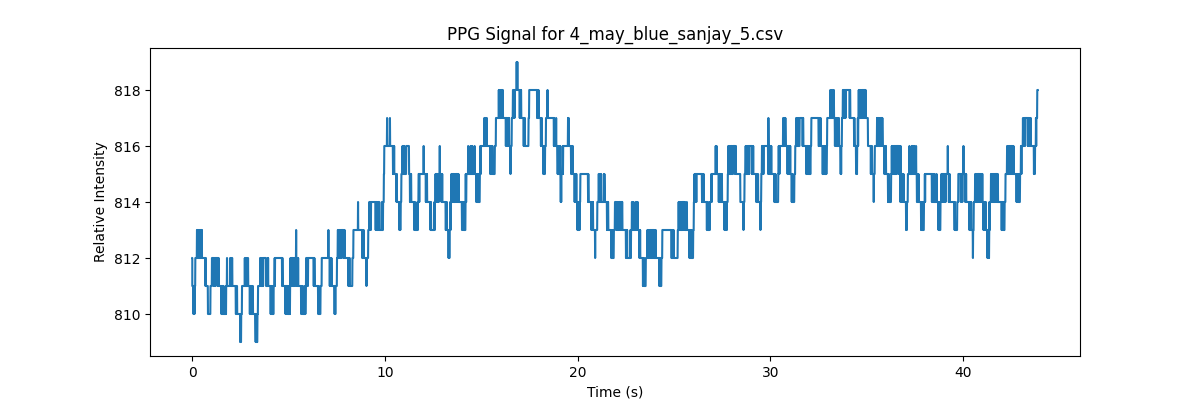 PPG Signal for 4_may_blue_sanjay_5.csv
Relative Intensity
818
816
814
812
810
0 10 20 30 40
Time (s)